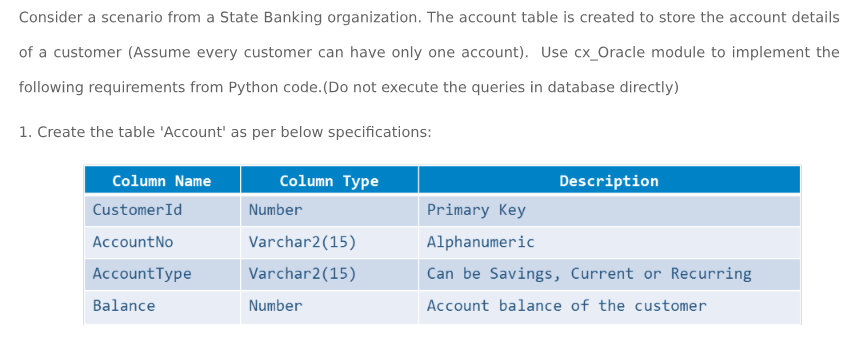 Consider a scenario from a State Banking organization. The account table is created to store the account details
of a customer (Assume every customer can have only one account). Use cx_Oracle module to implement the
following requirements from Python code.(Do not execute the queries in database directly)
1. Create the table 'Account' as per below specifications:
Column Name Column Type Description
CustomerId Number Primary Key
AccountNo Varchar2(15) Alphanumeric
AccountType Varchar2(15) Can be Savings, Current or Recurring
Balance Number Account balance of the customer